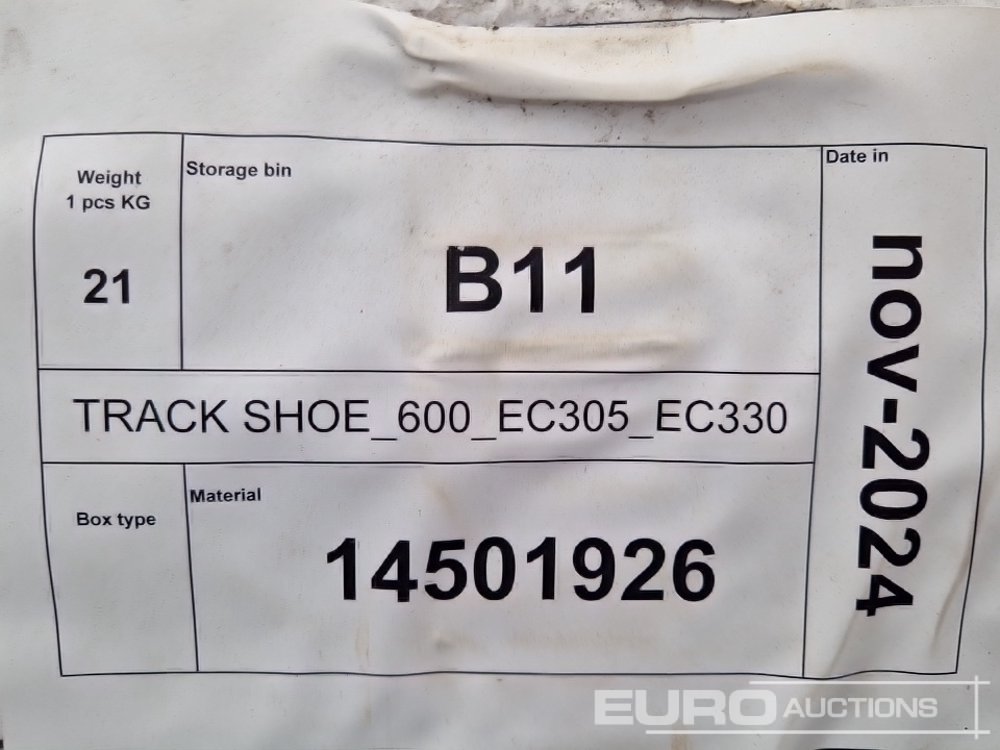 Weight
1 pcs KG
21
Storage bin
B11
Date in
nov-2024
TRACK SHOE_600_EC305_EC330
Box type
Material
14501926
EURO AUCTIONS